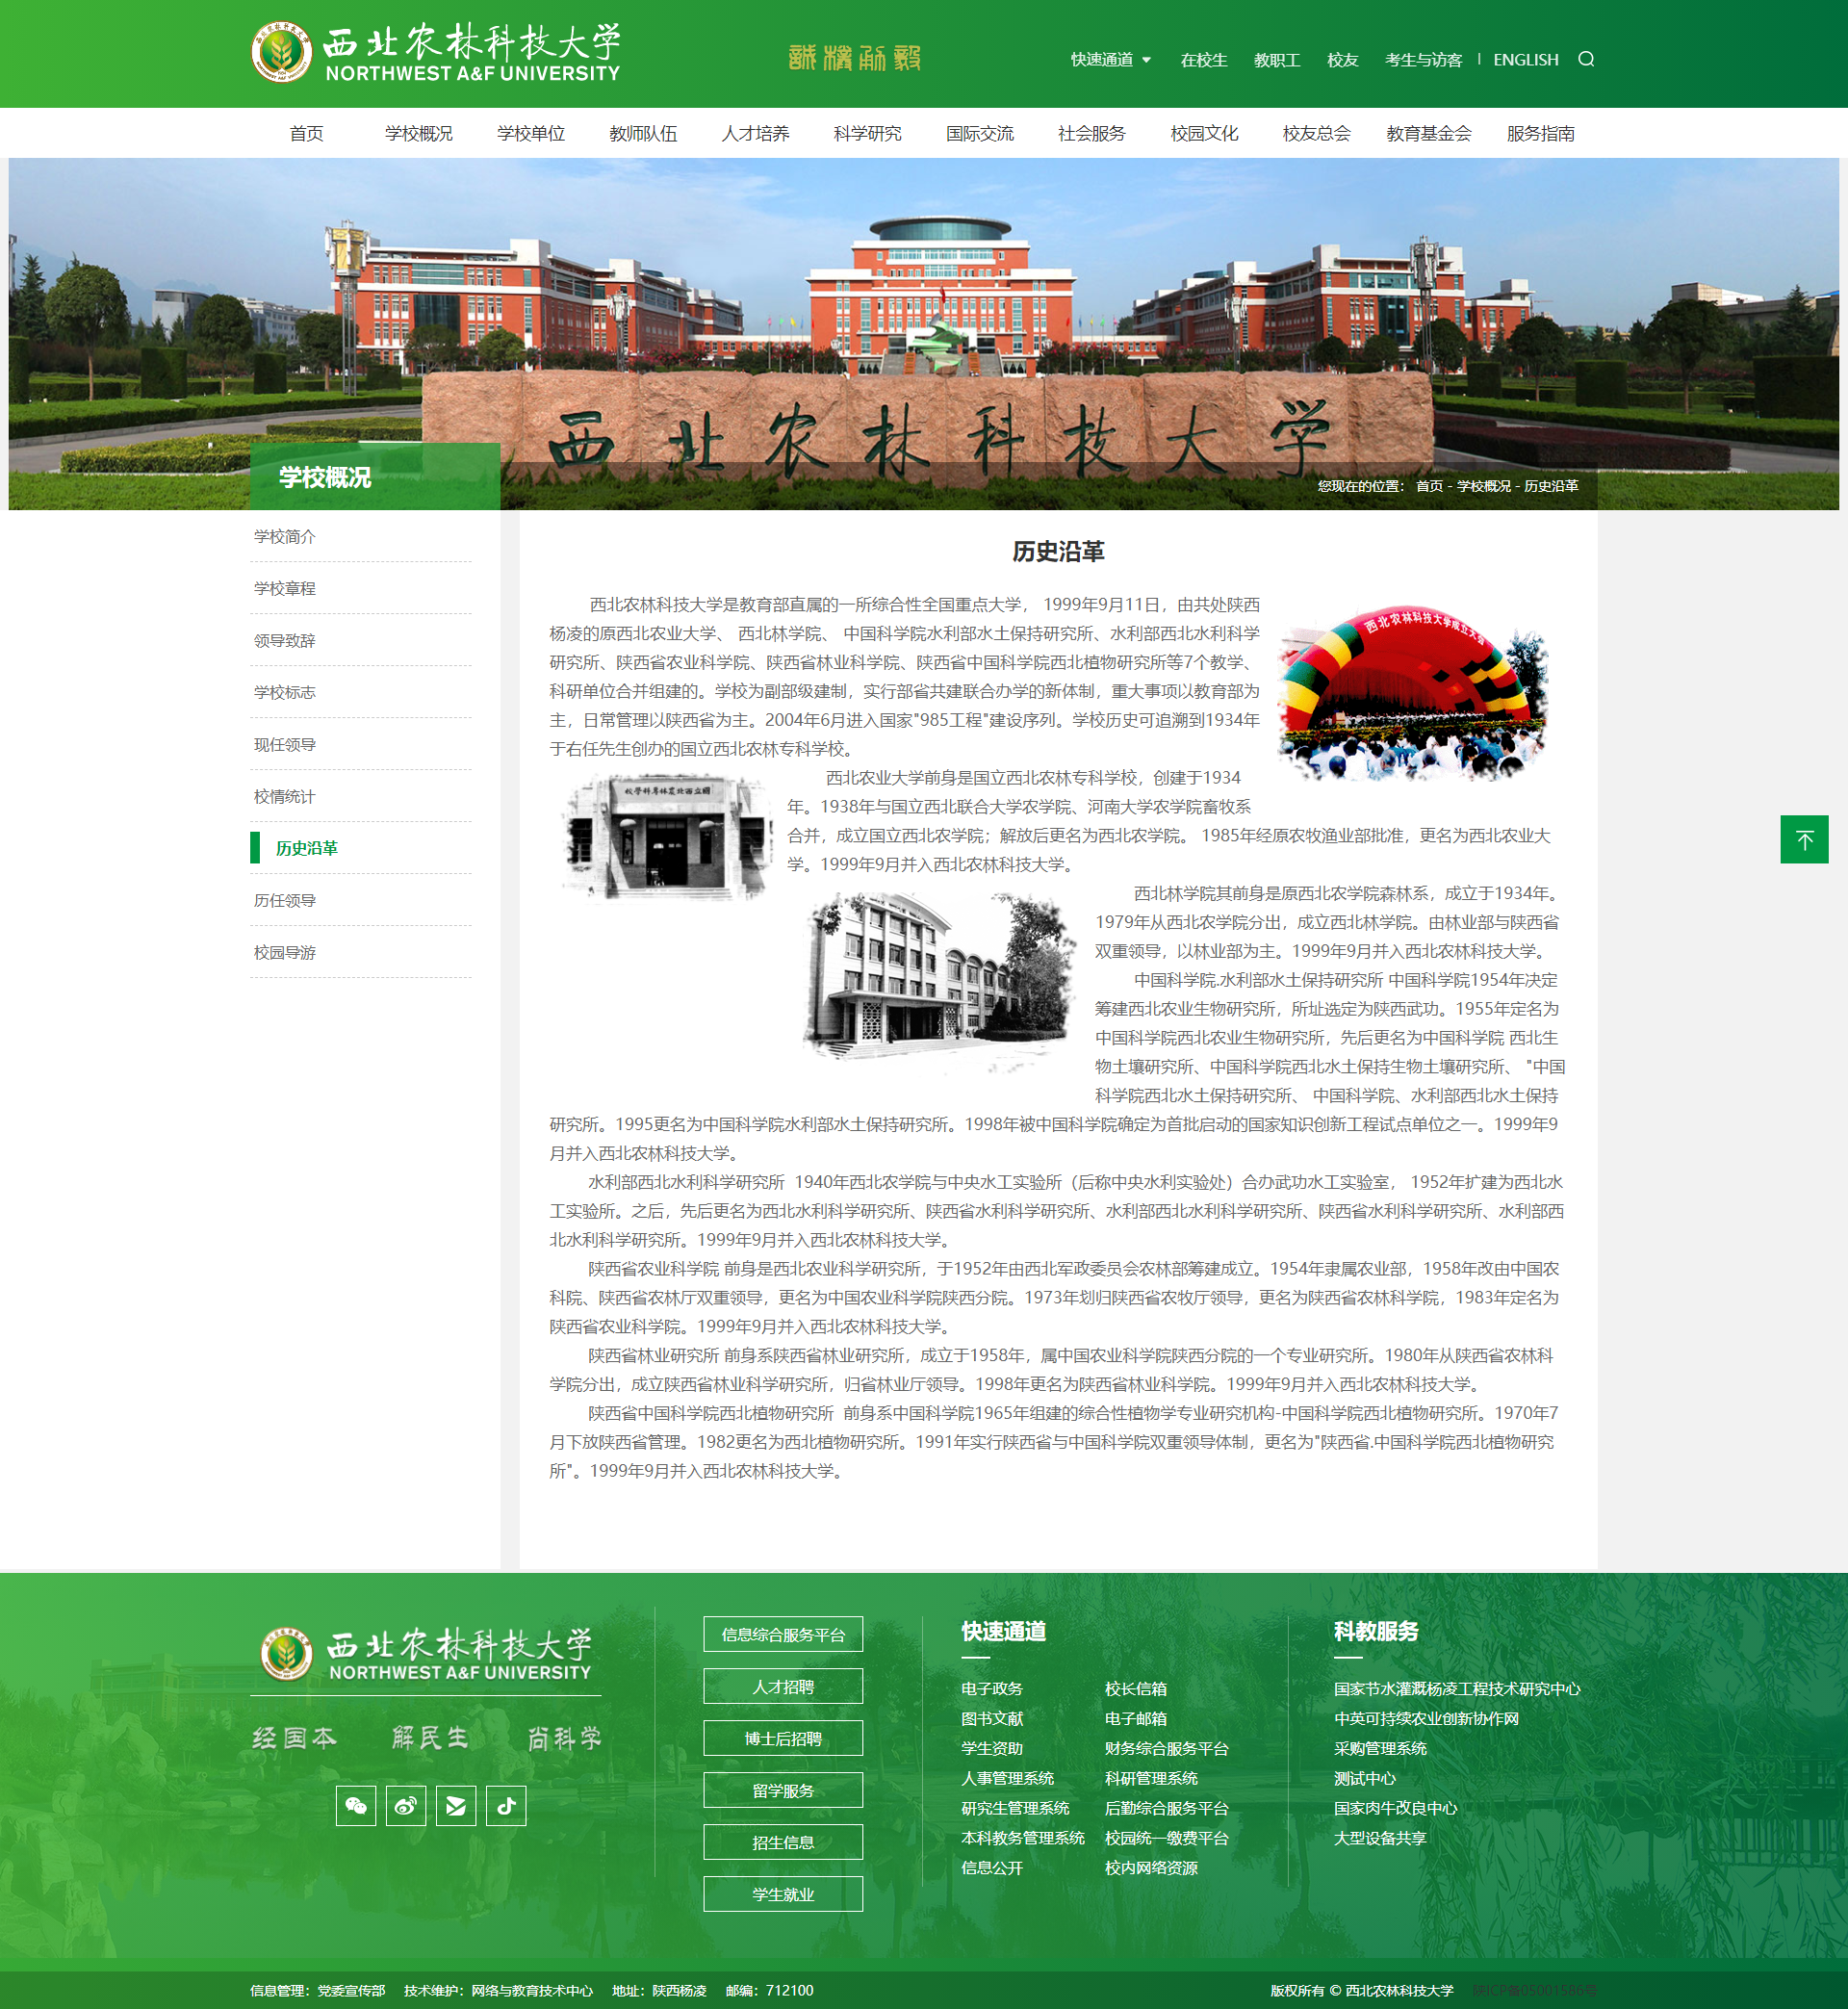 西北农林科技大学
NORTHWEST A&F UNIVERSITY
诚朴勇毅
快速通道 在校生 教职工 校友 考生与访客 | ENGLISH
首页 学校概况 学校单位 教师队伍 人才培养 科学研究 国际交流 社会服务 校园文化 校友总会 教育基金会 服务指南
西北农林科技大学
学校概况
您现在的位置： 首页 - 学校概况 - 历史沿革
学校简介
学校章程
领导致辞
学校标志
现任领导
校情统计
历史沿革
历任领导
校园导游
历史沿革
西北农林科技大学是教育部直属的一所综合性全国重点大学， 1999年9月11日，由共处陕西
杨凌的原西北农业大学、 西北林学院、 中国科学院水利部水土保持研究所、水利部西北水利科学
研究所、陕西省农业科学院、陕西省林业科学院、陕西省中国科学院西北植物研究所等7个教学、
科研单位合并组建的。学校为副部级建制，实行部省共建联合办学的新体制，重大事项以教育部为
主，日常管理以陕西省为主。2004年6月进入国家"985工程"建设序列。学校历史可追溯到1934年
于右任先生创办的国立西北农林专科学校。
西北农林科技大学成立大会
校學科專林農北西立國
西北农业大学前身是国立西北农林专科学校，创建于1934
年。1938年与国立西北联合大学农学院、河南大学农学院畜牧系
合并，成立国立西北农学院；解放后更名为西北农学院。 1985年经原农牧渔业部批准，更名为西北农业大
学。1999年9月并入西北农林科技大学。
西北林学院其前身是原西北农学院森林系，成立于1934年。
1979年从西北农学院分出，成立西北林学院。由林业部与陕西省
双重领导，以林业部为主。1999年9月并入西北农林科技大学。
中国科学院.水利部水土保持研究所 中国科学院1954年决定
筹建西北农业生物研究所，所址选定为陕西武功。1955年定名为
中国科学院西北农业生物研究所，先后更名为中国科学院 西北生
物土壤研究所、中国科学院西北水土保持生物土壤研究所、 "中国
科学院西北水土保持研究所、 中国科学院、水利部西北水土保持
研究所。1995更名为中国科学院水利部水土保持研究所。1998年被中国科学院确定为首批启动的国家知识创新工程试点单位之一。1999年9
月并入西北农林科技大学。
水利部西北水利科学研究所 1940年西北农学院与中央水工实验所（后称中央水利实验处）合办武功水工实验室， 1952年扩建为西北水
工实验所。之后，先后更名为西北水利科学研究所、陕西省水利科学研究所、水利部西北水利科学研究所、陕西省水利科学研究所、水利部西
北水利科学研究所。1999年9月并入西北农林科技大学。
陕西省农业科学院 前身是西北农业科学研究所，于1952年由西北军政委员会农林部筹建成立。1954年隶属农业部，1958年改由中国农
科院、陕西省农林厅双重领导，更名为中国农业科学院陕西分院。1973年划归陕西省农牧厅领导，更名为陕西省农林科学院，1983年定名为
陕西省农业科学院。1999年9月并入西北农林科技大学。
陕西省林业研究所 前身系陕西省林业研究所，成立于1958年，属中国农业科学院陕西分院的一个专业研究所。1980年从陕西省农林科
学院分出，成立陕西省林业科学研究所，归省林业厅领导。1998年更名为陕西省林业科学院。1999年9月并入西北农林科技大学。
陕西省中国科学院西北植物研究所 前身系中国科学院1965年组建的综合性植物学专业研究机构-中国科学院西北植物研究所。1970年7
月下放陕西省管理。1982更名为西北植物研究所。1991年实行陕西省与中国科学院双重领导体制，更名为"陕西省.中国科学院西北植物研究
所"。1999年9月并入西北农林科技大学。
西北农林科技大学
NORTHWEST A&F UNIVERSITY
经国本 解民生 尚科学
信息综合服务平台
人才招聘
博士后招聘
留学服务
招生信息
学生就业
快速通道
电子政务 校长信箱
图书文献 电子邮箱
学生资助 财务综合服务平台
人事管理系统 科研管理系统
研究生管理系统 后勤综合服务平台
本科教务管理系统 校园统一缴费平台
信息公开 校内网络资源
科教服务
国家节水灌溉杨凌工程技术研究中心
中英可持续农业创新协作网
采购管理系统
测试中心
国家肉牛改良中心
大型设备共享
信息管理：党委宣传部 技术维护：网络与教育技术中心 地址：陕西杨凌 邮编：712100
版权所有 © 西北农林科技大学 陕ICP备05001586号